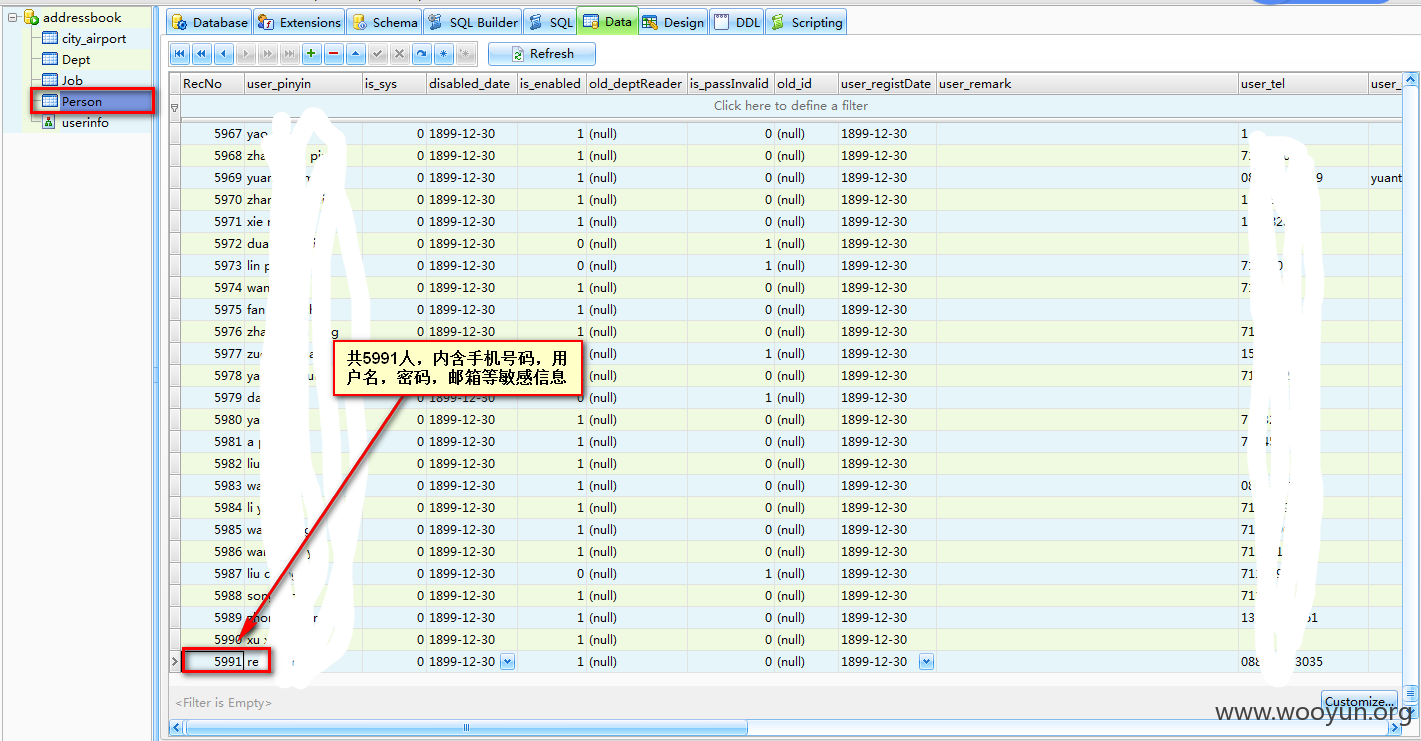 addressbook
city_airport
Dept
Job
Person
userinfo
Database Extensions Schema SQL Builder SQL Data Design DDL Scripting
Refresh
RecNo user_pinyin is_sys disabled_date is_enabled old_deptReader is_passInvalid old_id user_registDate user_remark user_tel user_
Click here to define a filter
5967 yao 0 1899-12-30 1 (null) 0 (null) 1899-12-30 1
5968 zha 0 1899-12-30 1 (null) 0 (null) 1899-12-30 71
5969 yuan 0 1899-12-30 1 (null) 0 (null) 1899-12-30 08 9 yuant
5970 zhan 0 1899-12-30 1 (null) 0 (null) 1899-12-30 1
5971 xie 0 1899-12-30 1 (null) 0 (null) 1899-12-30 1
5972 dua 0 1899-12-30 0 (null) 1 (null) 1899-12-30
5973 lin p 0 1899-12-30 0 (null) 1 (null) 1899-12-30 71
5974 wan 0 1899-12-30 1 (null) 0 (null) 1899-12-30 71
5975 fan 0 1899-12-30 1 (null) 0 (null) 1899-12-30
5976 zha g 0 1899-12-30 1 (null) 0 (null) 1899-12-30 71
5977 zu (null) 1 (null) 1899-12-30 15
5978 ya (null) 0 (null) 1899-12-30 71
5979 da 0 1899-12-30 0 (null) 1 (null) 1899-12-30
5980 ya 0 1899-12-30 1 (null) 0 (null) 1899-12-30 7
5981 a p 0 1899-12-30 1 (null) 0 (null) 1899-12-30 7
5982 liu 0 1899-12-30 1 (null) 0 (null) 1899-12-30
5983 wa 0 1899-12-30 1 (null) 0 (null) 1899-12-30 08
5984 li y 0 1899-12-30 1 (null) 0 (null) 1899-12-30 71
5985 wa 0 1899-12-30 1 (null) 0 (null) 1899-12-30 71
5986 wan y 0 1899-12-30 1 (null) 0 (null) 1899-12-30 71
5987 liu 0 1899-12-30 0 (null) 1 (null) 1899-12-30 71
5988 son 0 1899-12-30 1 (null) 0 (null) 1899-12-30 71
5989 zhon r 0 1899-12-30 1 (null) 0 (null) 1899-12-30 13 51
5990 xu 0 1899-12-30 1 (null) 0 (null) 1899-12-30
5991 re 0 1899-12-30 1 (null) 0 (null) 1899-12-30 08 3035
共5991人，内含手机号码，用
户名，密码，邮箱等敏感信息
<Filter is Empty>
Customize...
www.wooyun.org